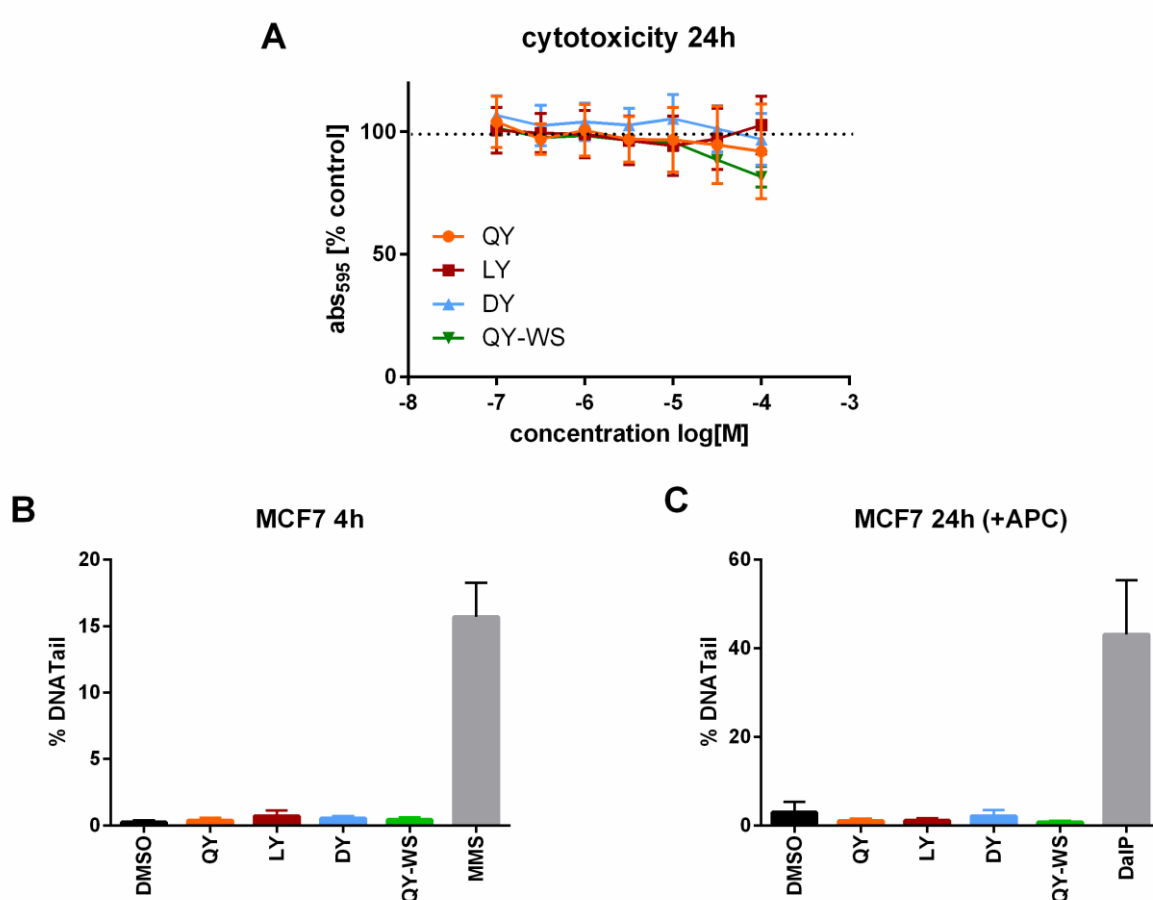 A
cytotoxicity 24h
abs595 [% control]
100
50
0
QY
LY
DY
QY-WS
-8 -7 -6 -5 -4 -3
concentration log[M]
B
MCF7 4h
% DNATail
20
15
10
5
0
DMSO QY LY DY QY-WS MMS
C
MCF7 24h (+APC)
% DNATail
60
40
20
0
DMSO QY LY DY QY-WS DalP